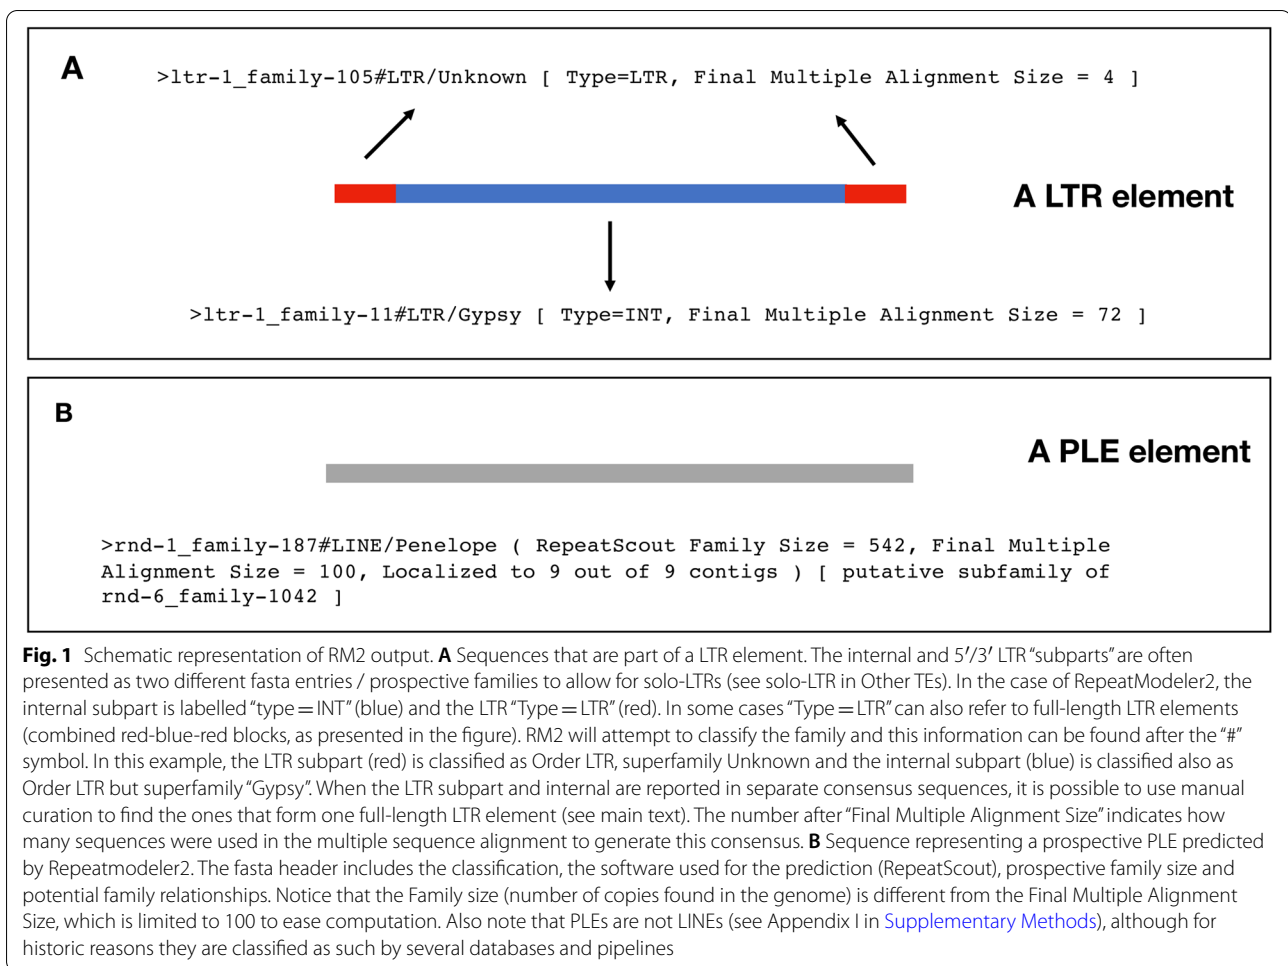 A
>ltr-1_family-105#LTR/Unknown [ Type=LTR, Final Multiple Alignment Size = 4 ]
A LTR element
>ltr-1_family-11#LTR/Gypsy [ Type=INT, Final Multiple Alignment Size = 72 ]
B
A PLE element
>rnd-1_family-187#LINE/Penelope ( RepeatScout Family Size = 542, Final Multiple
Alignment Size = 100, Localized to 9 out of 9 contigs ) [ putative subfamily of
rnd-6_family-1042 ]
Fig. 1 Schematic representation of RM2 output. A Sequences that are part of a LTR element. The internal and 5′/3′ LTR “subparts” are often
presented as two different fasta entries / prospective families to allow for solo-LTRs (see solo-LTR in Other TEs). In the case of RepeatModeler2, the
internal subpart is labelled “type = INT” (blue) and the LTR “Type = LTR” (red). In some cases “Type = LTR” can also refer to full-length LTR elements
(combined red-blue-red blocks, as presented in the figure). RM2 will attempt to classify the family and this information can be found after the “#”
symbol. In this example, the LTR subpart (red) is classified as Order LTR, superfamily Unknown and the internal subpart (blue) is classified also as
Order LTR but superfamily “Gypsy”. When the LTR subpart and internal are reported in separate consensus sequences, it is possible to use manual
curation to find the ones that form one full-length LTR element (see main text). The number after “Final Multiple Alignment Size” indicates how
many sequences were used in the multiple sequence alignment to generate this consensus. B Sequence representing a prospective PLE predicted
by Repeatmodeler2. The fasta header includes the classification, the software used for the prediction (RepeatScout), prospective family size and
potential family relationships. Notice that the Family size (number of copies found in the genome) is different from the Final Multiple Alignment
Size, which is limited to 100 to ease computation. Also note that PLEs are not LINEs (see Appendix I in Supplementary Methods), although for
historic reasons they are classified as such by several databases and pipelines